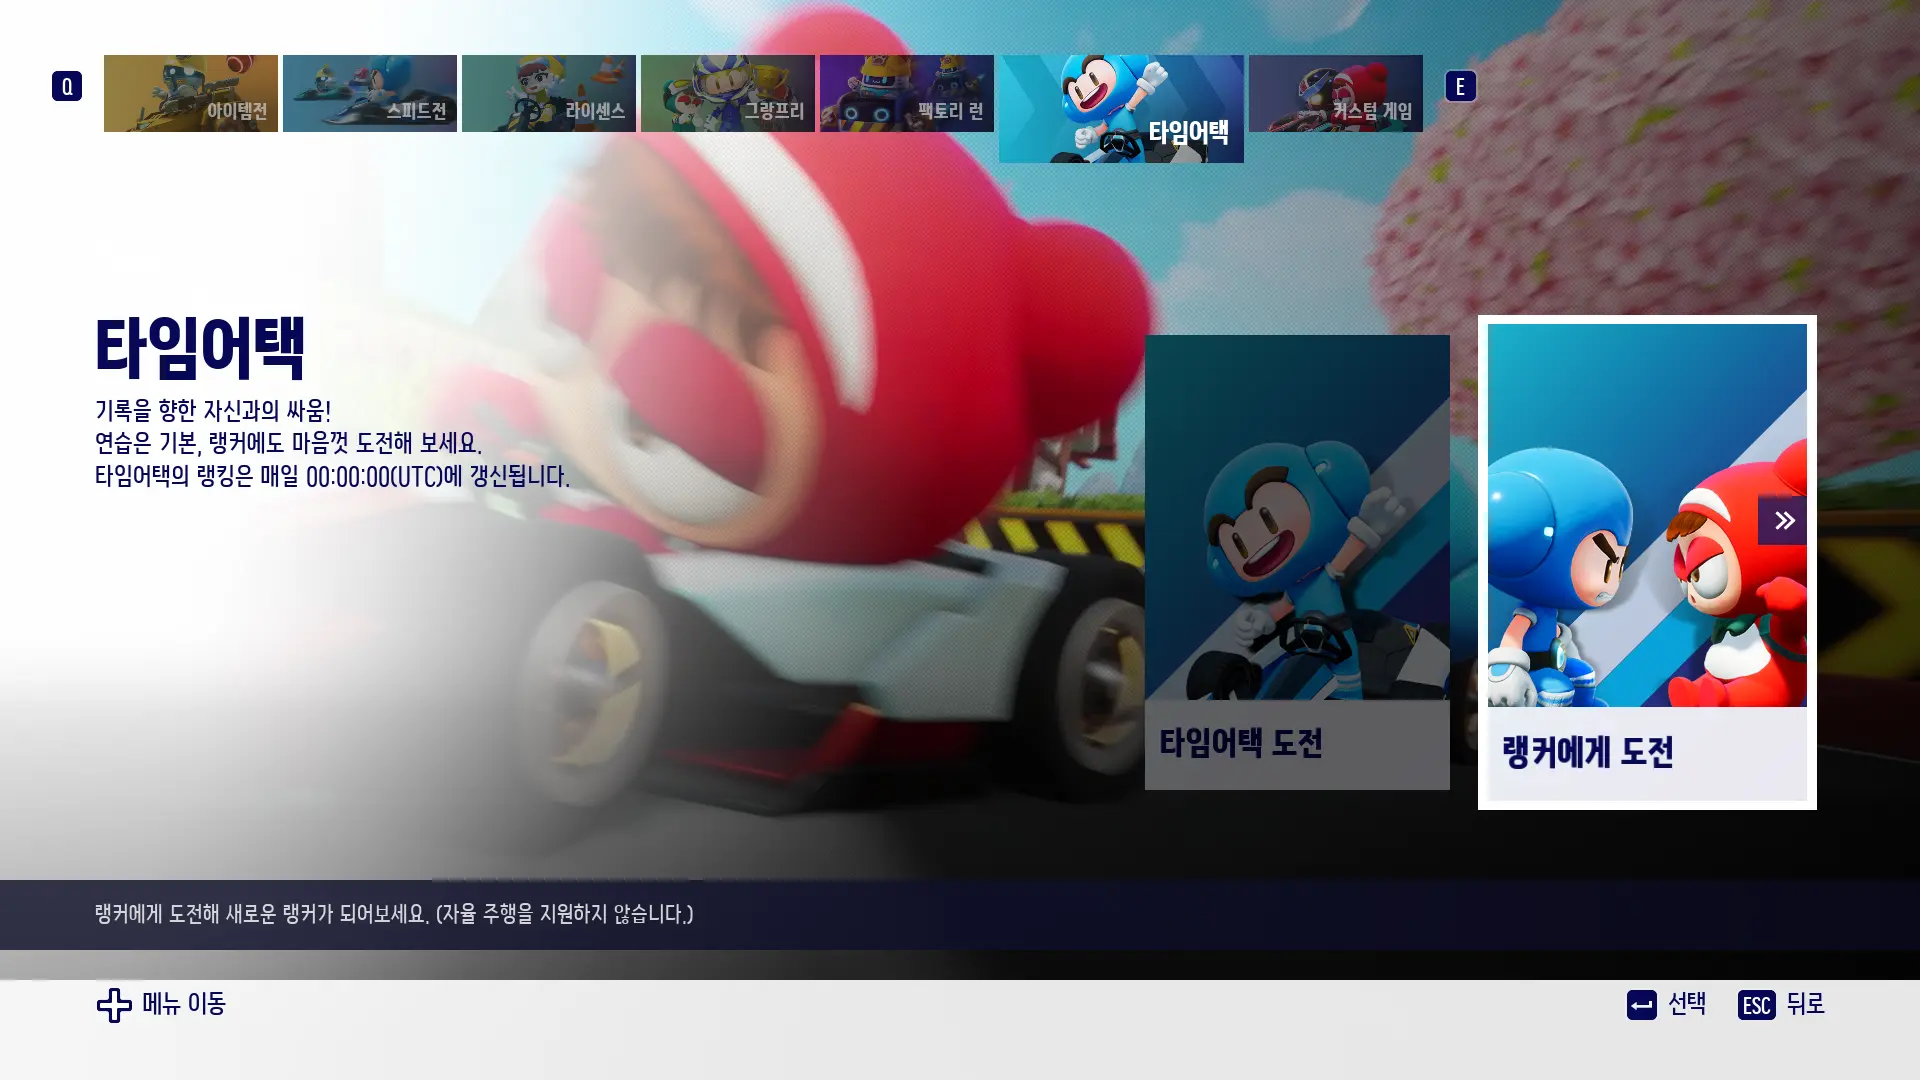 Q
아이템전
스피드전
라이센스
그랑프리
팩토리 런
타임어택
커스텀 게임
E
타임어택
기록을 향한 자신과의 싸움!
연습은 기본, 랭커에도 마음껏 도전해 보세요.
타임어택의 랭킹은 매일 00:00:00(UTC)에 갱신됩니다.
타임어택 도전
랭커에게 도전
랭커에게 도전해 새로운 랭커가 되어보세요. (자율 주행을 지원하지 않습니다.)
메뉴 이동
선택
ESC 뒤로